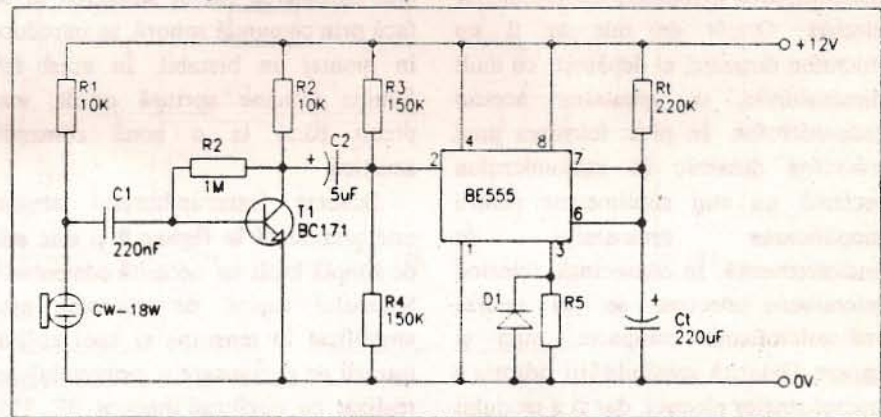 +12V
R1
10K
R2
10K
R3
150K
Rt
220K
4
8
R2
1M
+
C2
5uF
2
7
BE555
6
C1
220nF
T1
BC171
1
3
CW-18W
R4
150K
D1
R5
+
Ct
220uF
0V